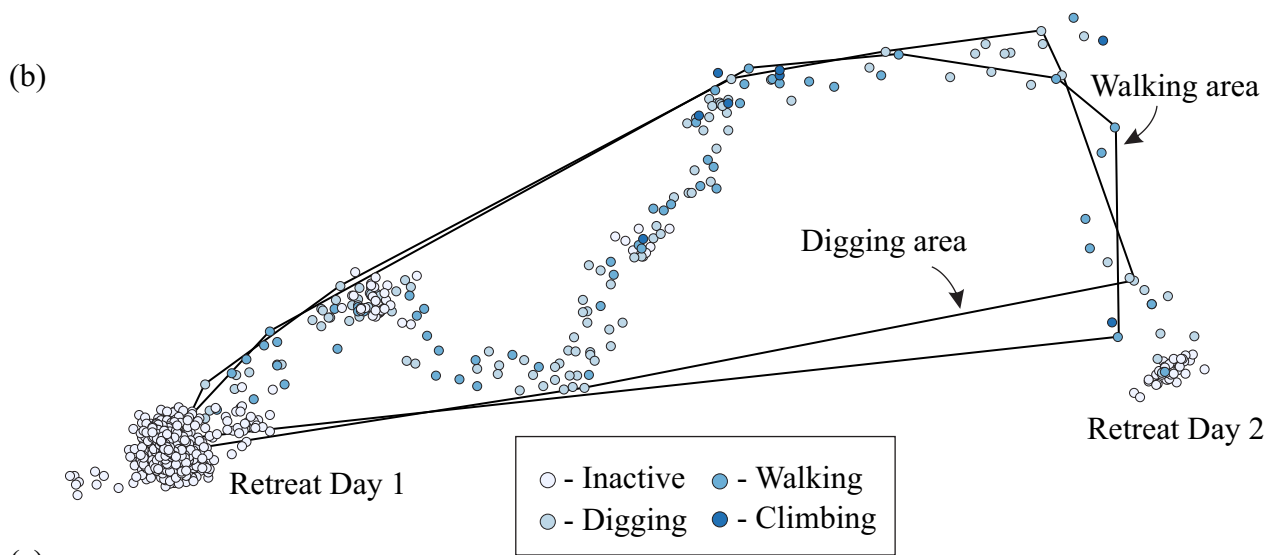 (b)
Walking area
Digging area
Retreat Day 2
Retreat Day 1
- Inactive
- Walking
- Digging
- Climbing